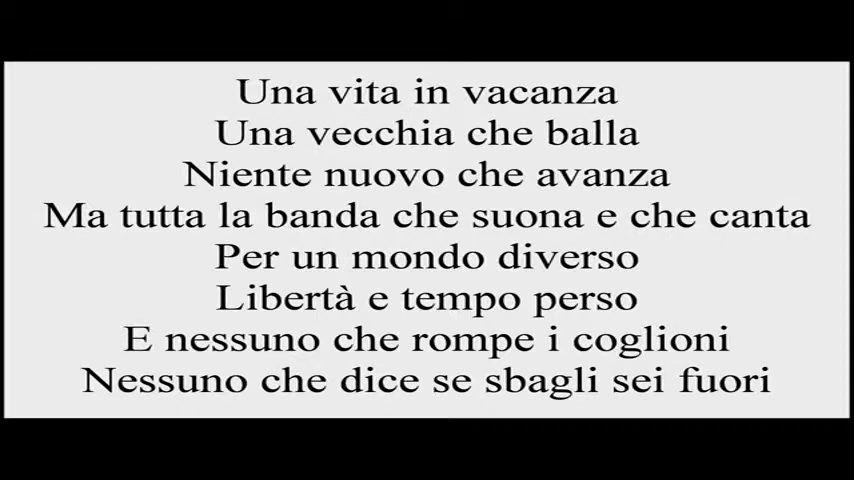 Una vita in vacanza
Una vecchia che balla
Niente nuovo che avanza
Ma tutta la banda che suona e che canta
Per un mondo diverso
Libertà e tempo perso
E nessuno che rompe i coglioni
Nessuno che dice se sbagli sei fuori